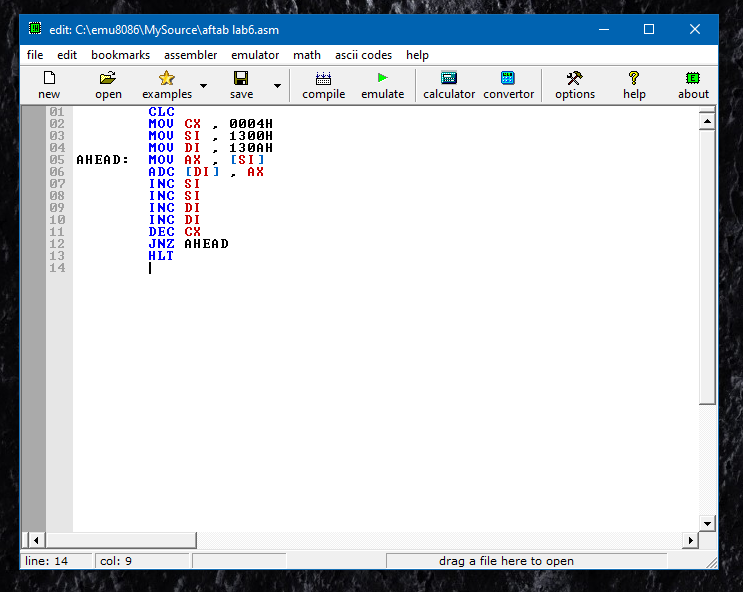 edit: C:\emu8086\MySource\aftab lab6.asm
file edit bookmarks assembler emulator math ascii codes help
new open examples save compile emulate calculator convertor options help about
01 CLC
02 MOV CX , 0004H
03 MOV SI , 1300H
04 MOV DI , 130AH
05 AHEAD: MOV AX , [SI]
06 ADC [DI] , AX
07 INC SI
08 INC SI
09 INC DI
10 INC DI
11 DEC CX
12 JNZ AHEAD
13 HLT
14
line: 14 col: 9 drag a file here to open